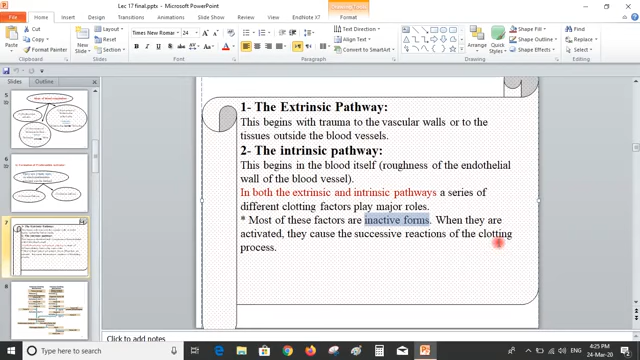 Lec 17 final.ppts - Microsoft PowerPoint
Drawing Tools
File Home Insert Design Transitions Animations Slide Show Review View EndNote X7 Format
Paste
Cut
Copy
Format Painter
New Slide
Layout
Reset
Section
Times New Roman 24
Text Direction
Align Text
Convert to SmartArt
Arrange Quick Styles
Shape Fill
Shape Outline
Shape Effects
Find
Replace
Select
Clipboard Slides Font Paragraph Drawing Editing
Slides Outline
5
6
7
8
1- The Extrinsic Pathway:
This begins with trauma to the vascular walls or to the
tissues outside the blood vessels.
2- The intrinsic pathway:
This begins in the blood itself (roughness of the endothelial
wall of the blood vessel).
In both the extrinsic and intrinsic pathways a series of
different clotting factors play major roles.
* Most of these factors are inactive forms. When they are
activated, they cause the successive reactions of the clotting
process.
Click to add notes
Type here to search
ENG
4:25 PM
24-Mar-20